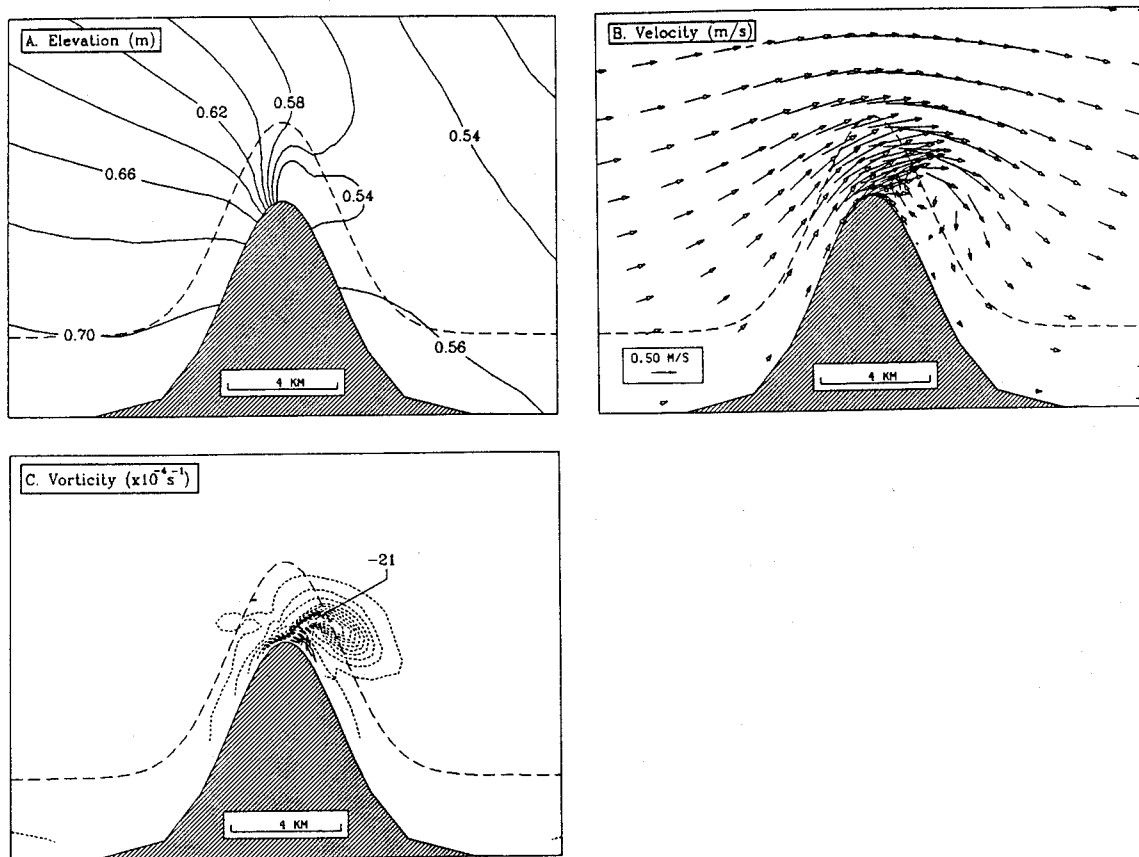 A. Elevation (m)
0.62
0.58
0.54
0.66
0.54
0.70
0.56
4 KM
B. Velocity (m/s)
0.50 M/S
4 KM
C. Vorticity (x10⁻⁴s⁻¹)
-21
4 KM